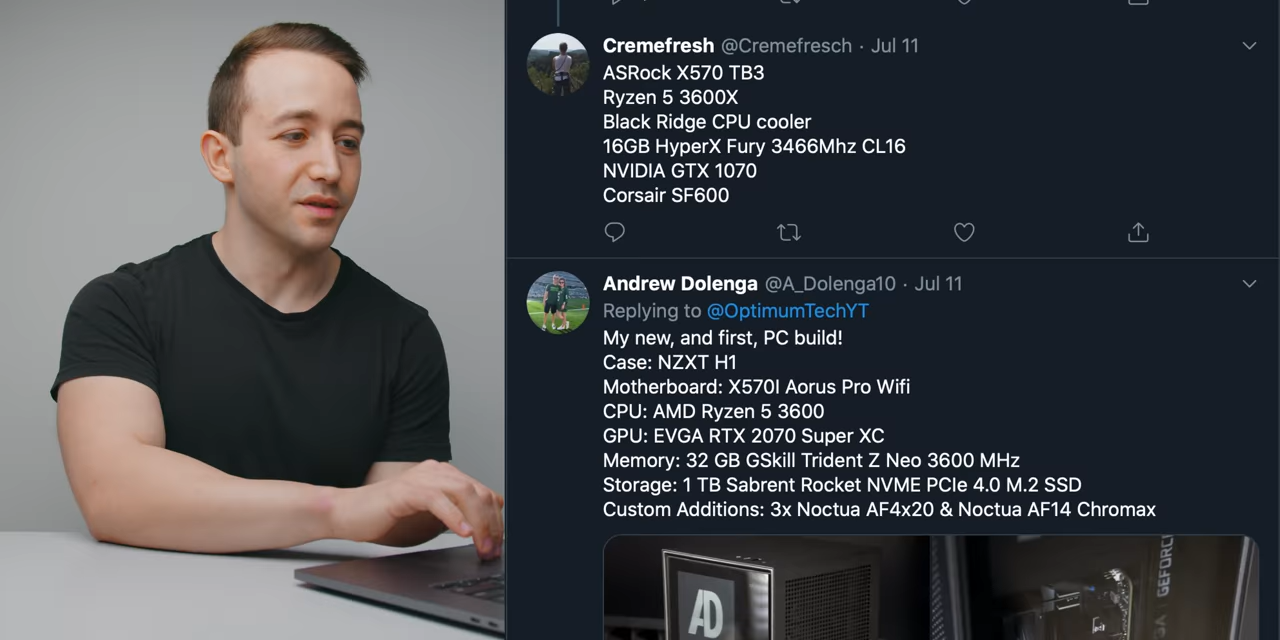 Cremefresh @Cremefresch · Jul 11
ASRock X570 TB3
Ryzen 5 3600X
Black Ridge CPU cooler
16GB HyperX Fury 3466Mhz CL16
NVIDIA GTX 1070
Corsair SF600
Andrew Dolenga @A_Dolenga10 · Jul 11
Replying to @OptimumTechYT
My new, and first, PC build!
Case: NZXT H1
Motherboard: X570I Aorus Pro Wifi
CPU: AMD Ryzen 5 3600
GPU: EVGA RTX 2070 Super XC
Memory: 32 GB GSkill Trident Z Neo 3600 MHz
Storage: 1 TB Sabrent Rocket NVME PCIe 4.0 M.2 SSD
Custom Additions: 3x Noctua AF4x20 & Noctua AF14 Chromax
AD